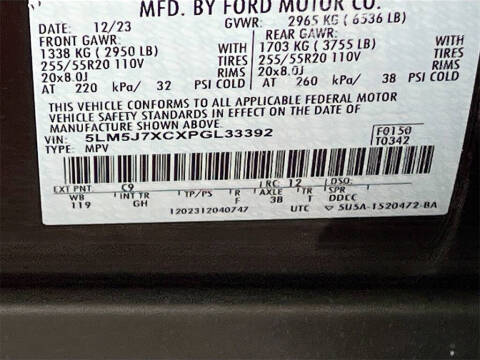 MFD. BY FORD MOTOR CO.
DATE: 12/23 GVWR: 2965 KG (6536 LB)
FRONT GAWR: REAR GAWR:
1338 KG (2950 LB) WITH 1703 KG (3755 LB) WITH
255/55R20 110V TIRES 255/55R20 110V TIRES
20x8.0J RIMS 20x8.0J RIMS
AT 220 kPa/ 32 PSI COLD AT 260 kPa/ 38 PSI COLD
THIS VEHICLE CONFORMS TO ALL APPLICABLE FEDERAL MOTOR
VEHICLE SAFETY STANDARDS IN EFFECT ON THE DATE OF
MANUFACTURE SHOWN ABOVE.
VIN: 5LM5J7XCXPGL33392 F0150
TYPE: MPV T0342
EXT PNT: C9 RC: 12 DSO:
WB INT TR TP/PS R AXLE TR SPR
119 GH F 38 T DDCC
1202312040747 UTC 5U5A-1520472-BA